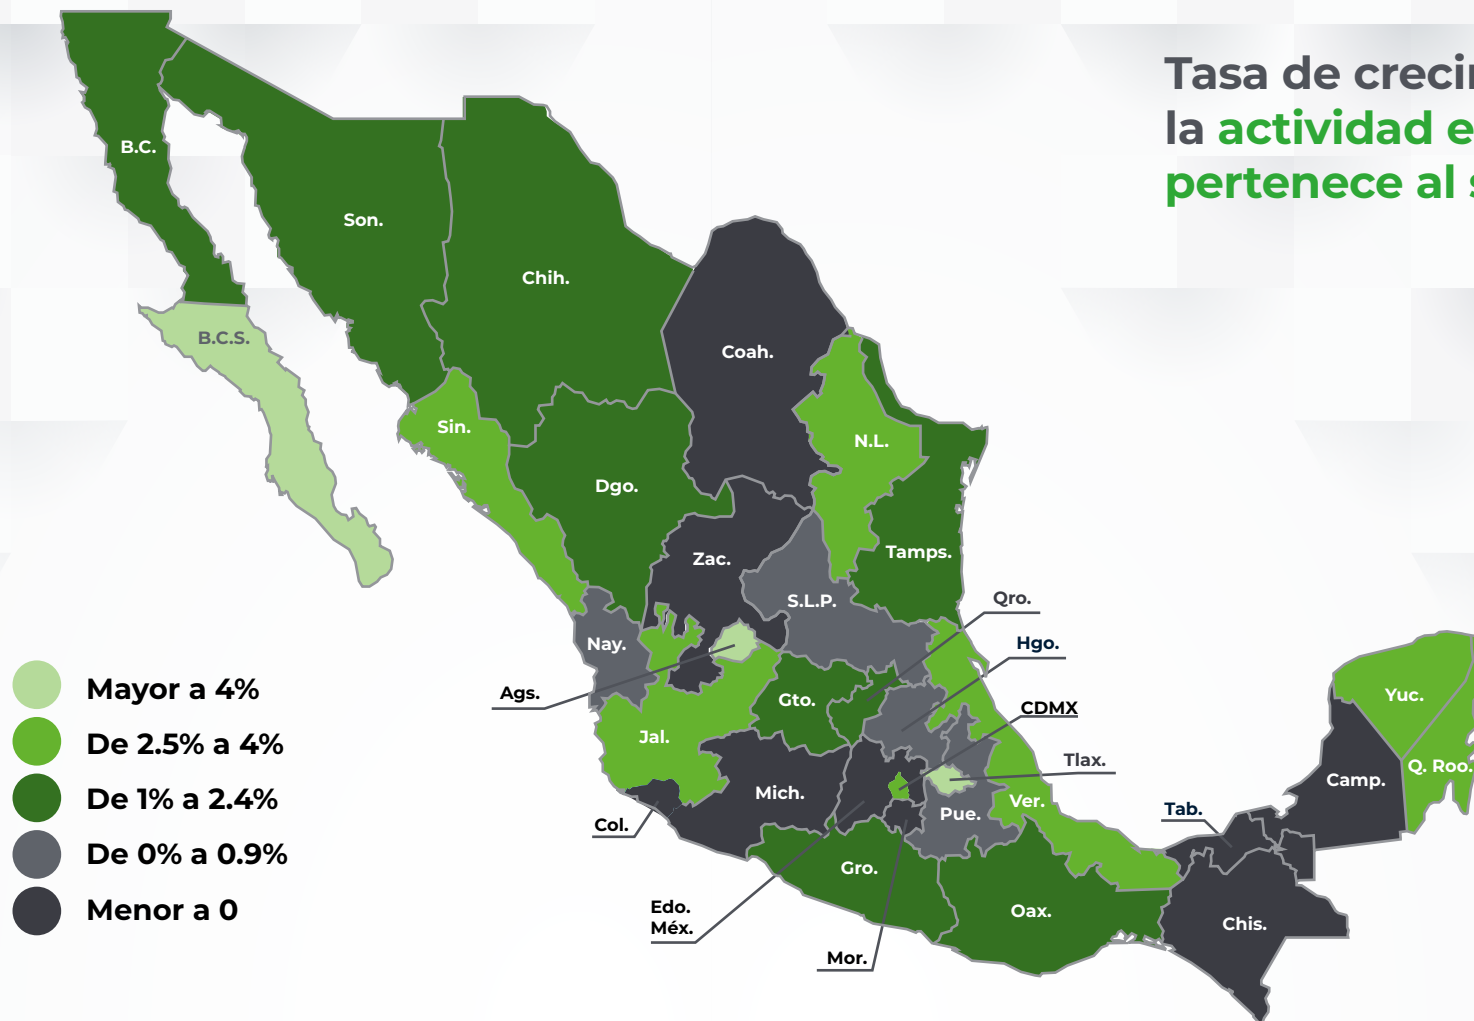 Tasa de
la actividad
pertenece al
B.C.
Son.
Chih.
B.C.S.
Coah.
Sin.
N.L.
Dgo.
Tamps.
Zac.
S.L.P.
Qro.
Nay.
Hgo.
Ags.
Gto.
CDMX
Yuc.
Jal.
Tlax.
Q. Roo.
Camp.
Mich.
Ver.
Pue.
Tab.
Col.
Gro.
Edo.
Méx.
Oax.
Chis.
Mor.
Mayor a 4%
De 2.5% a 4%
De 1% a 2.4%
De 0% a 0.9%
Menor a 0